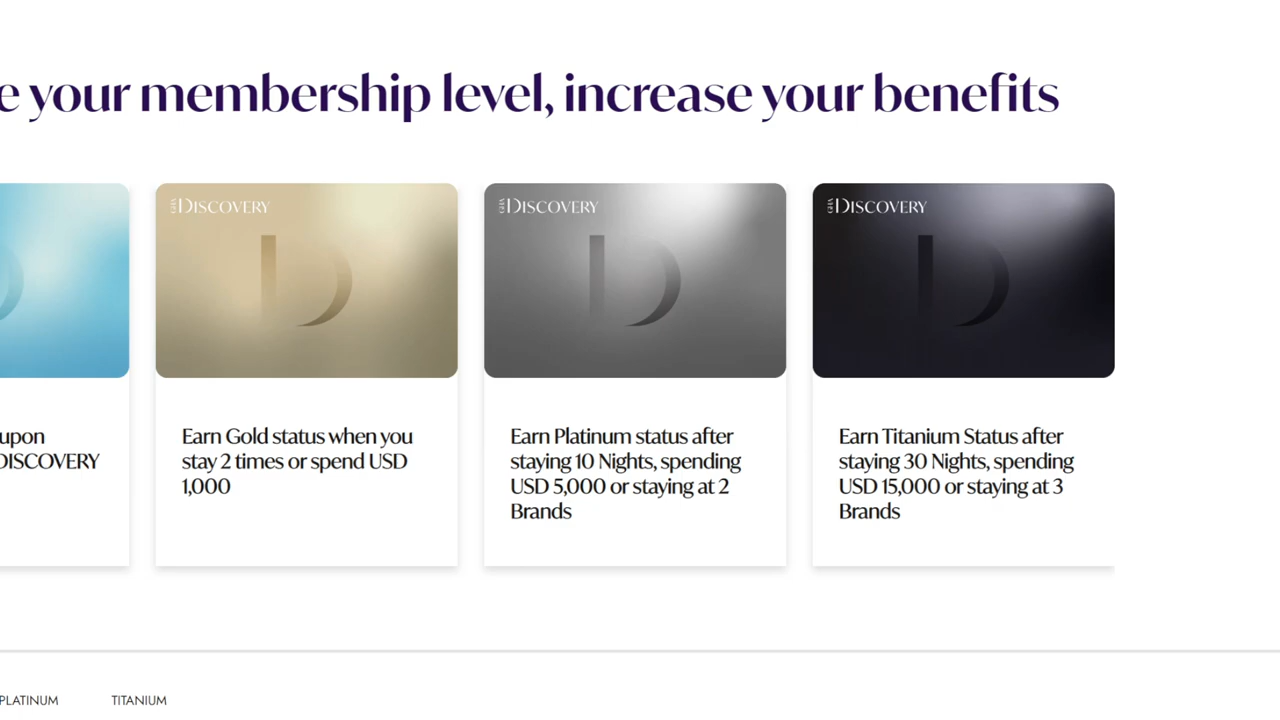 e your membership level, increase your benefits
GHA DISCOVERY
GHA DISCOVERY
GHA DISCOVERY
upon
DISCOVERY
Earn Gold status when you
stay 2 times or spend USD
1,000
Earn Platinum status after
staying 10 Nights, spending
USD 5,000 or staying at 2
Brands
Earn Titanium Status after
staying 30 Nights, spending
USD 15,000 or staying at 3
Brands
PLATINUM
TITANIUM